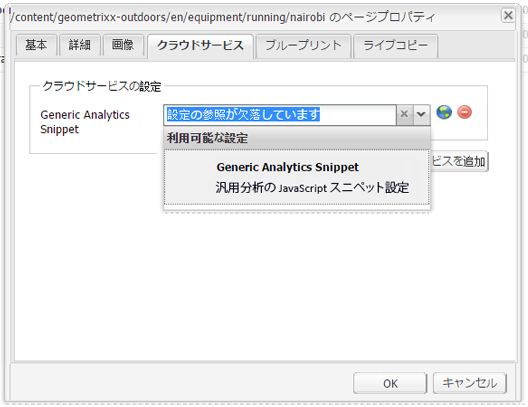 /content/geometrixx-outdoors/en/equipment/running/nairobi のページプロパティ
基本 詳細 画像 クラウドサービス ブループリント ライブコピー
クラウドサービスの設定
Generic Analytics Snippet
設定の参照が欠落しています
利用可能な設定
Generic Analytics Snippet
汎用分析の JavaScript スニペット設定
ビスを追加
OK キャンセル